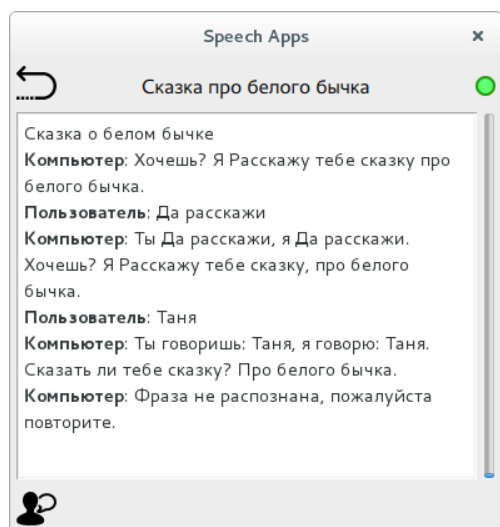 Speech Apps
Сказка про белого бычка
Сказка о белом бычке
Компьютер: Хочешь? Я Расскажу тебе сказку про
белого бычка.
Пользователь: Да расскажи
Компьютер: Ты Да расскажи, я Да расскажи.
Хочешь? Я Расскажу тебе сказку, про белого
бычка.
Пользователь: Таня
Компьютер: Ты говоришь: Таня, я говорю: Таня.
Сказать ли тебе сказку? Про белого бычка.
Компьютер: Фраза не распознана, пожалуйста
повторите.